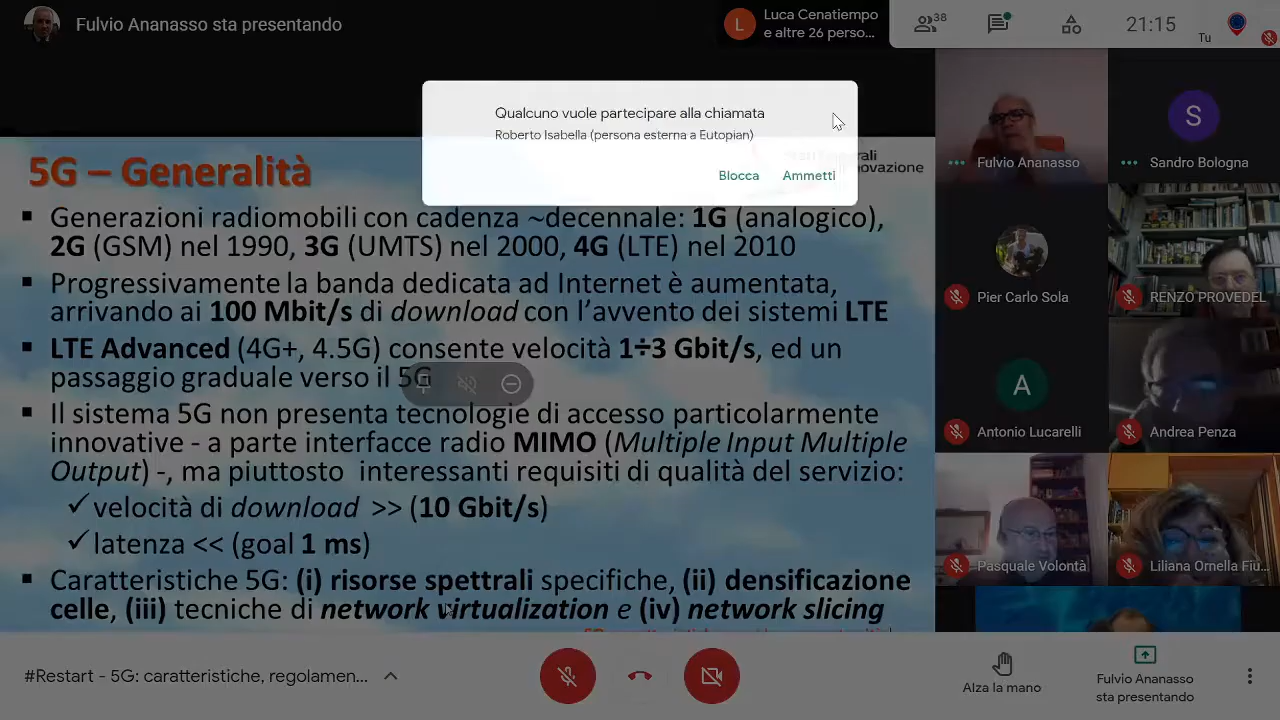 Fulvio Ananasso sta presentando
L
Luca Cenatiempo
e altre 26 perso...
38
21:15
Tu
Qualcuno vuole partecipare alla chiamata
Roberto Isabella (persona esterna a Eutopian)
Blocca
Ammetti
5G – Generalità
▪ Generazioni radiomobili con cadenza ~decennale: 1G (analogico),
2G (GSM) nel 1990, 3G (UMTS) nel 2000, 4G (LTE) nel 2010
▪ Progressivamente la banda dedicata ad Internet è aumentata,
arrivando ai 100 Mbit/s di download con l'avvento dei sistemi LTE
▪ LTE Advanced (4G+, 4.5G) consente velocità 1÷3 Gbit/s, ed un
passaggio graduale verso il 5G
▪ Il sistema 5G non presenta tecnologie di accesso particolarmente
innovative - a parte interfacce radio MIMO (Multiple Input Multiple
Output) -, ma piuttosto interessanti requisiti di qualità del servizio:
✓ velocità di download >> (10 Gbit/s)
✓ latenza << (goal 1 ms)
▪ Caratteristiche 5G: (i) risorse spettrali specifiche, (ii) densificazione
celle, (iii) tecniche di network virtualization e (iv) network slicing
Fulvio Ananasso
S
Sandro Bologna
Pier Carlo Sola
RENZO PROVEDEL
A
Antonio Lucarelli
Andrea Penza
Pasquale Volontà
Liliana Ornella Fiu...
#Restart - 5G: caratteristiche, regolamen...
Alza la mano
Fulvio Ananasso
sta presentando